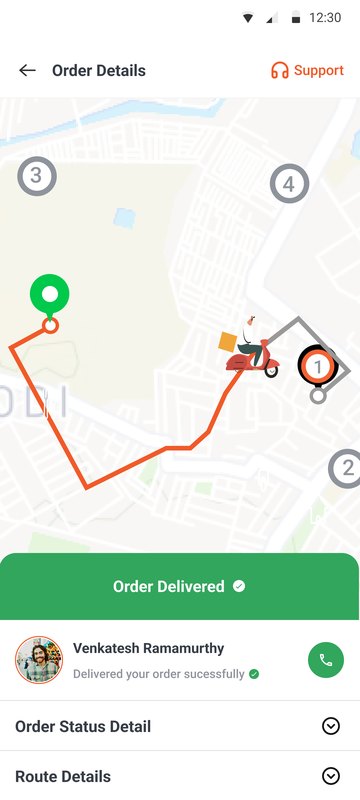 12:30
Order Details
Support
3
4
1
ODI
2
Order Delivered
Venkatesh Ramamurthy
Delivered your order sucessfully
Order Status Detail
Route Details